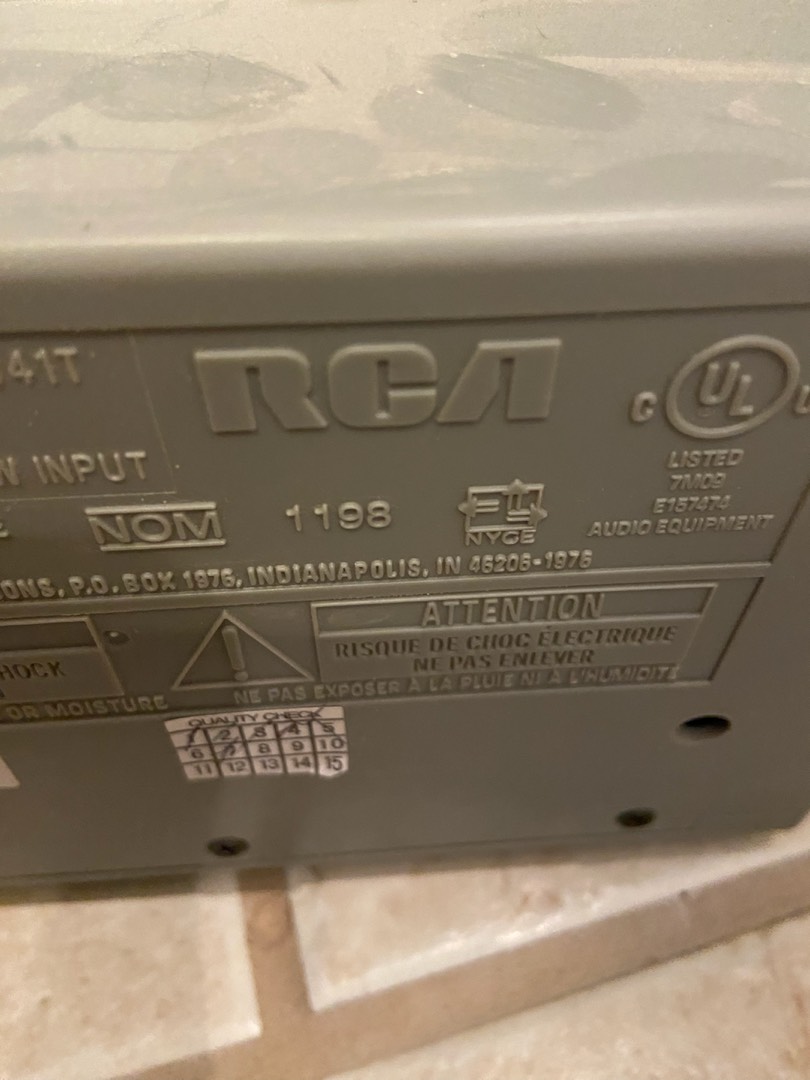 41T
RCA
C UL
INPUT
LISTED
7M09
E157474
AUDIO EQUIPMENT
NOM
1198
NYCE
ONS, P.O. BOX 1976, INDIANAPOLIS, IN 46206-1976
HOCK
OR MOISTURE
!
ATTENTION
RISQUE DE CHOC ÉLECTRIQUE
NE PAS ENLEVER
NE PAS EXPOSER À LA PLUIE NI À L'HUMIDITÉ
QUALITY CHECK
1 2 3 4 5
6 7 8 9 10
11 12 13 14 15